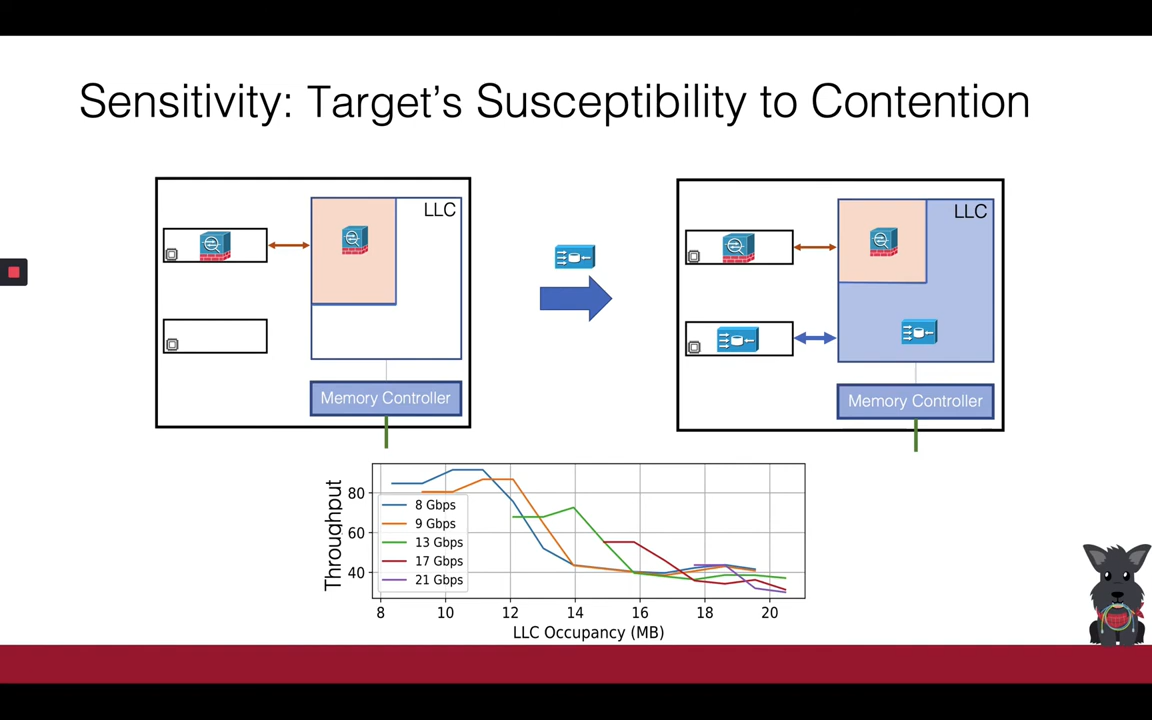 Sensitivity: Target's Susceptibility to Contention
LLC
Memory Controller
LLC
Memory Controller
Throughput
80
60
40
8 Gbps
9 Gbps
13 Gbps
17 Gbps
21 Gbps
8 10 12 14 16 18 20
LLC Occupancy (MB)